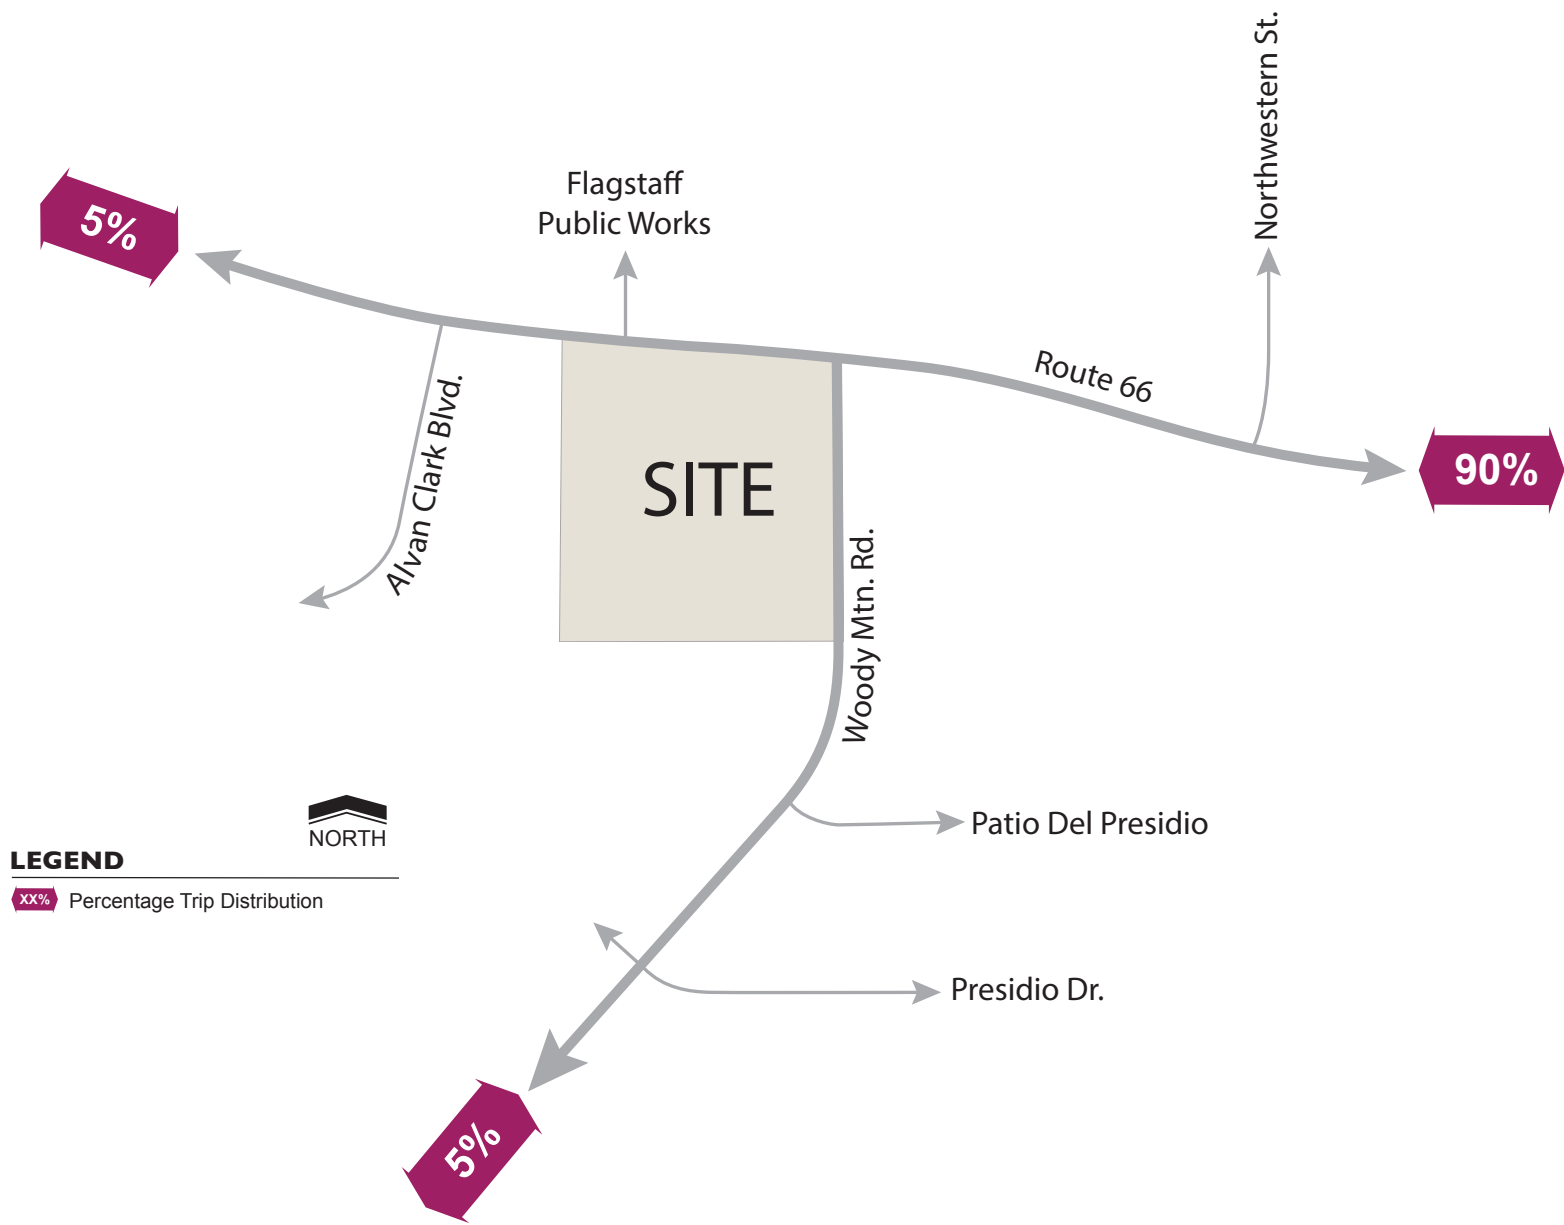 Northwestern St.
Flagstaff
Public Works
5%
Route 66
Alvan Clark Blvd.
SITE
90%
Woody Mtn. Rd.
NORTH
Patio Del Presidio
LEGEND
XX% Percentage Trip Distribution
Presidio Dr.
5%